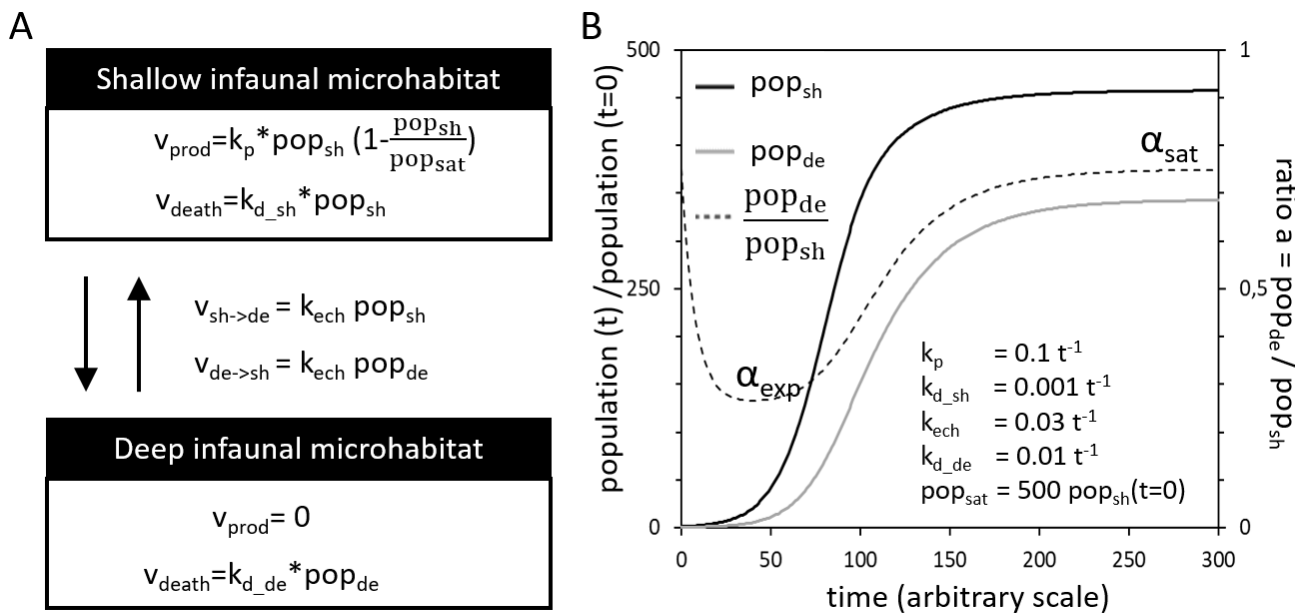 A
Shallow infaunal microhabitat
v_prod=k_p*pop_sh (1-pop_sh/pop_sat)
v_death=k_d_sh*pop_sh
v_sh->de = k_ech pop_sh
v_de->sh = k_ech pop_de
Deep infaunal microhabitat
v_prod= 0
v_death=k_d_de*pop_de
B
population (t) /population (t=0)
500
250
0
pop_sh
pop_de
pop_de/pop_sh
α_exp
α_sat
k_p = 0.1 t⁻¹
k_d_sh = 0.001 t⁻¹
k_ech = 0.03 t⁻¹
k_d_de = 0.01 t⁻¹
pop_sat = 500 pop_sh(t=0)
1
0,5
0
ratio a = pop_de / pop_sh
0 50 100 150 200 250 300
time (arbitrary scale)